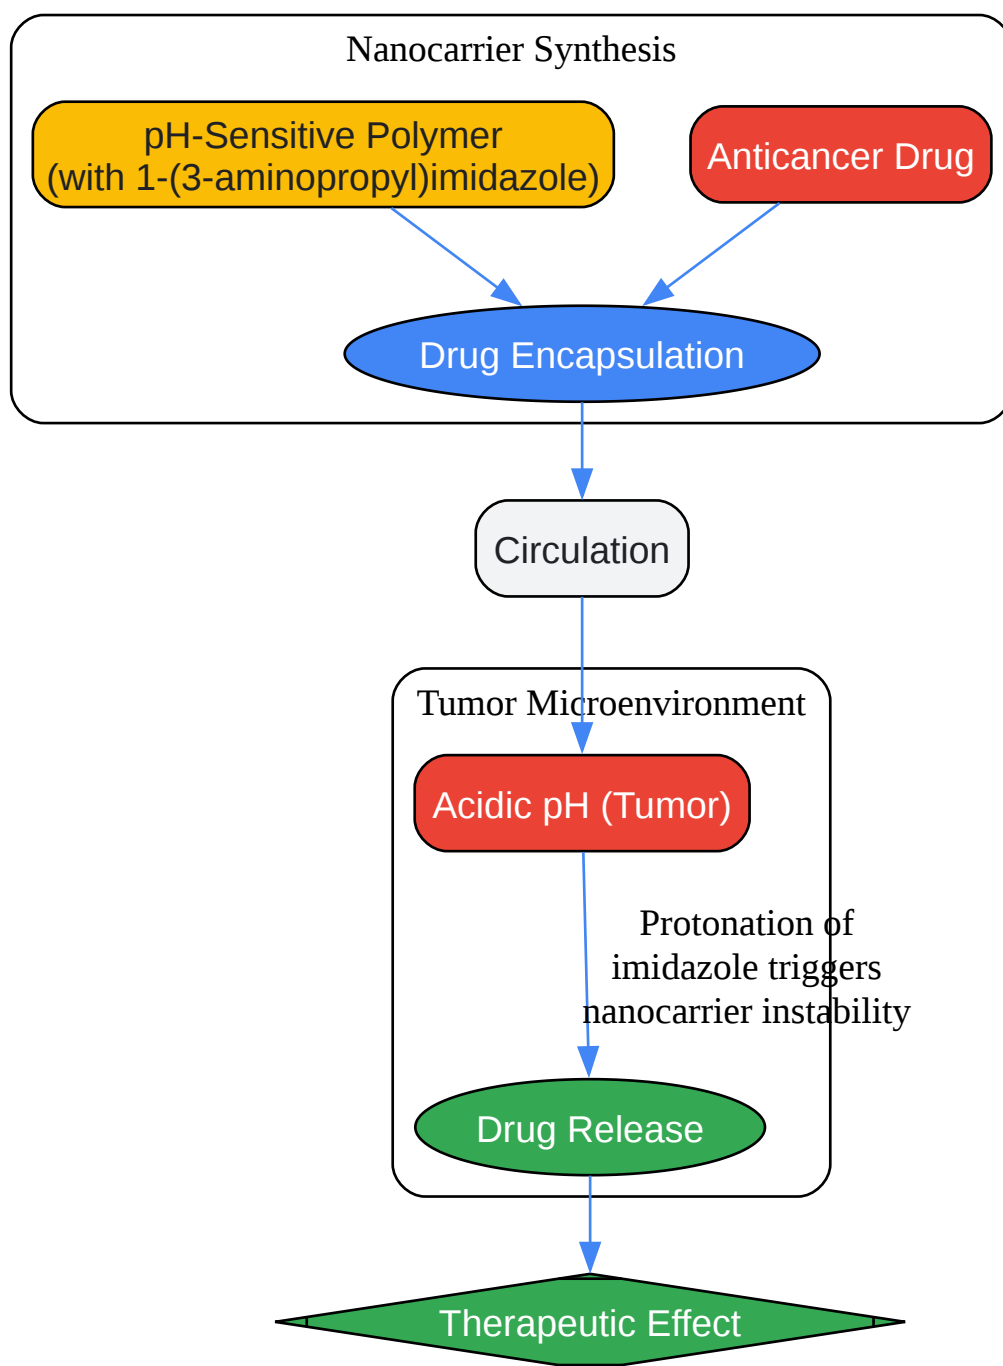 Nanocarrier Synthesis
pH-Sensitive Polymer
(with 1-(3-aminopropyl)imidazole)
Anticancer Drug
Drug Encapsulation
Circulation
Tumor Microenvironment
Acidic pH (Tumor)
Protonation of
imidazole triggers
nanocarrier instability
Drug Release
Therapeutic Effect